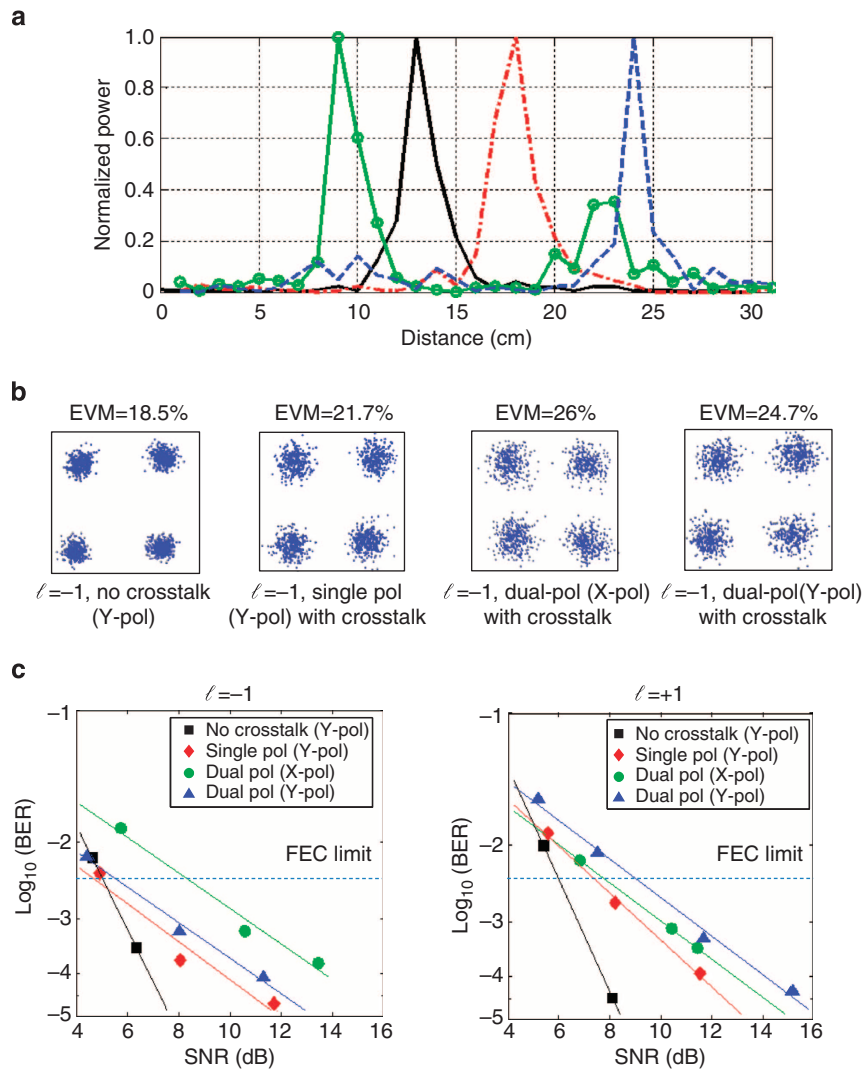 a
1.0
0.8
0.6
0.4
0.2
0
Normalized power
0 5 10 15 20 25 30
Distance (cm)
b
EVM=18.5% EVM=21.7% EVM=26% EVM=24.7%
ℓ=−1, no crosstalk (Y-pol)
ℓ=−1, single pol (Y-pol) with crosstalk
ℓ=−1, dual-pol (X-pol) with crosstalk
ℓ=−1, dual-pol(Y-pol) with crosstalk
c
ℓ=−1
−1
−2
−3
−4
−5
Log10 (BER)
No crosstalk (Y-pol)
Single pol (Y-pol)
Dual pol (X-pol)
Dual pol (Y-pol)
FEC limit
4 6 8 10 12 14 16
SNR (dB)
ℓ=+1
−1
−2
−3
−4
−5
Log10 (BER)
No crosstalk (Y-pol)
Single pol (Y-pol)
Dual pol (X-pol)
Dual pol (Y-pol)
FEC limit
4 6 8 10 12 14 16
SNR (dB)